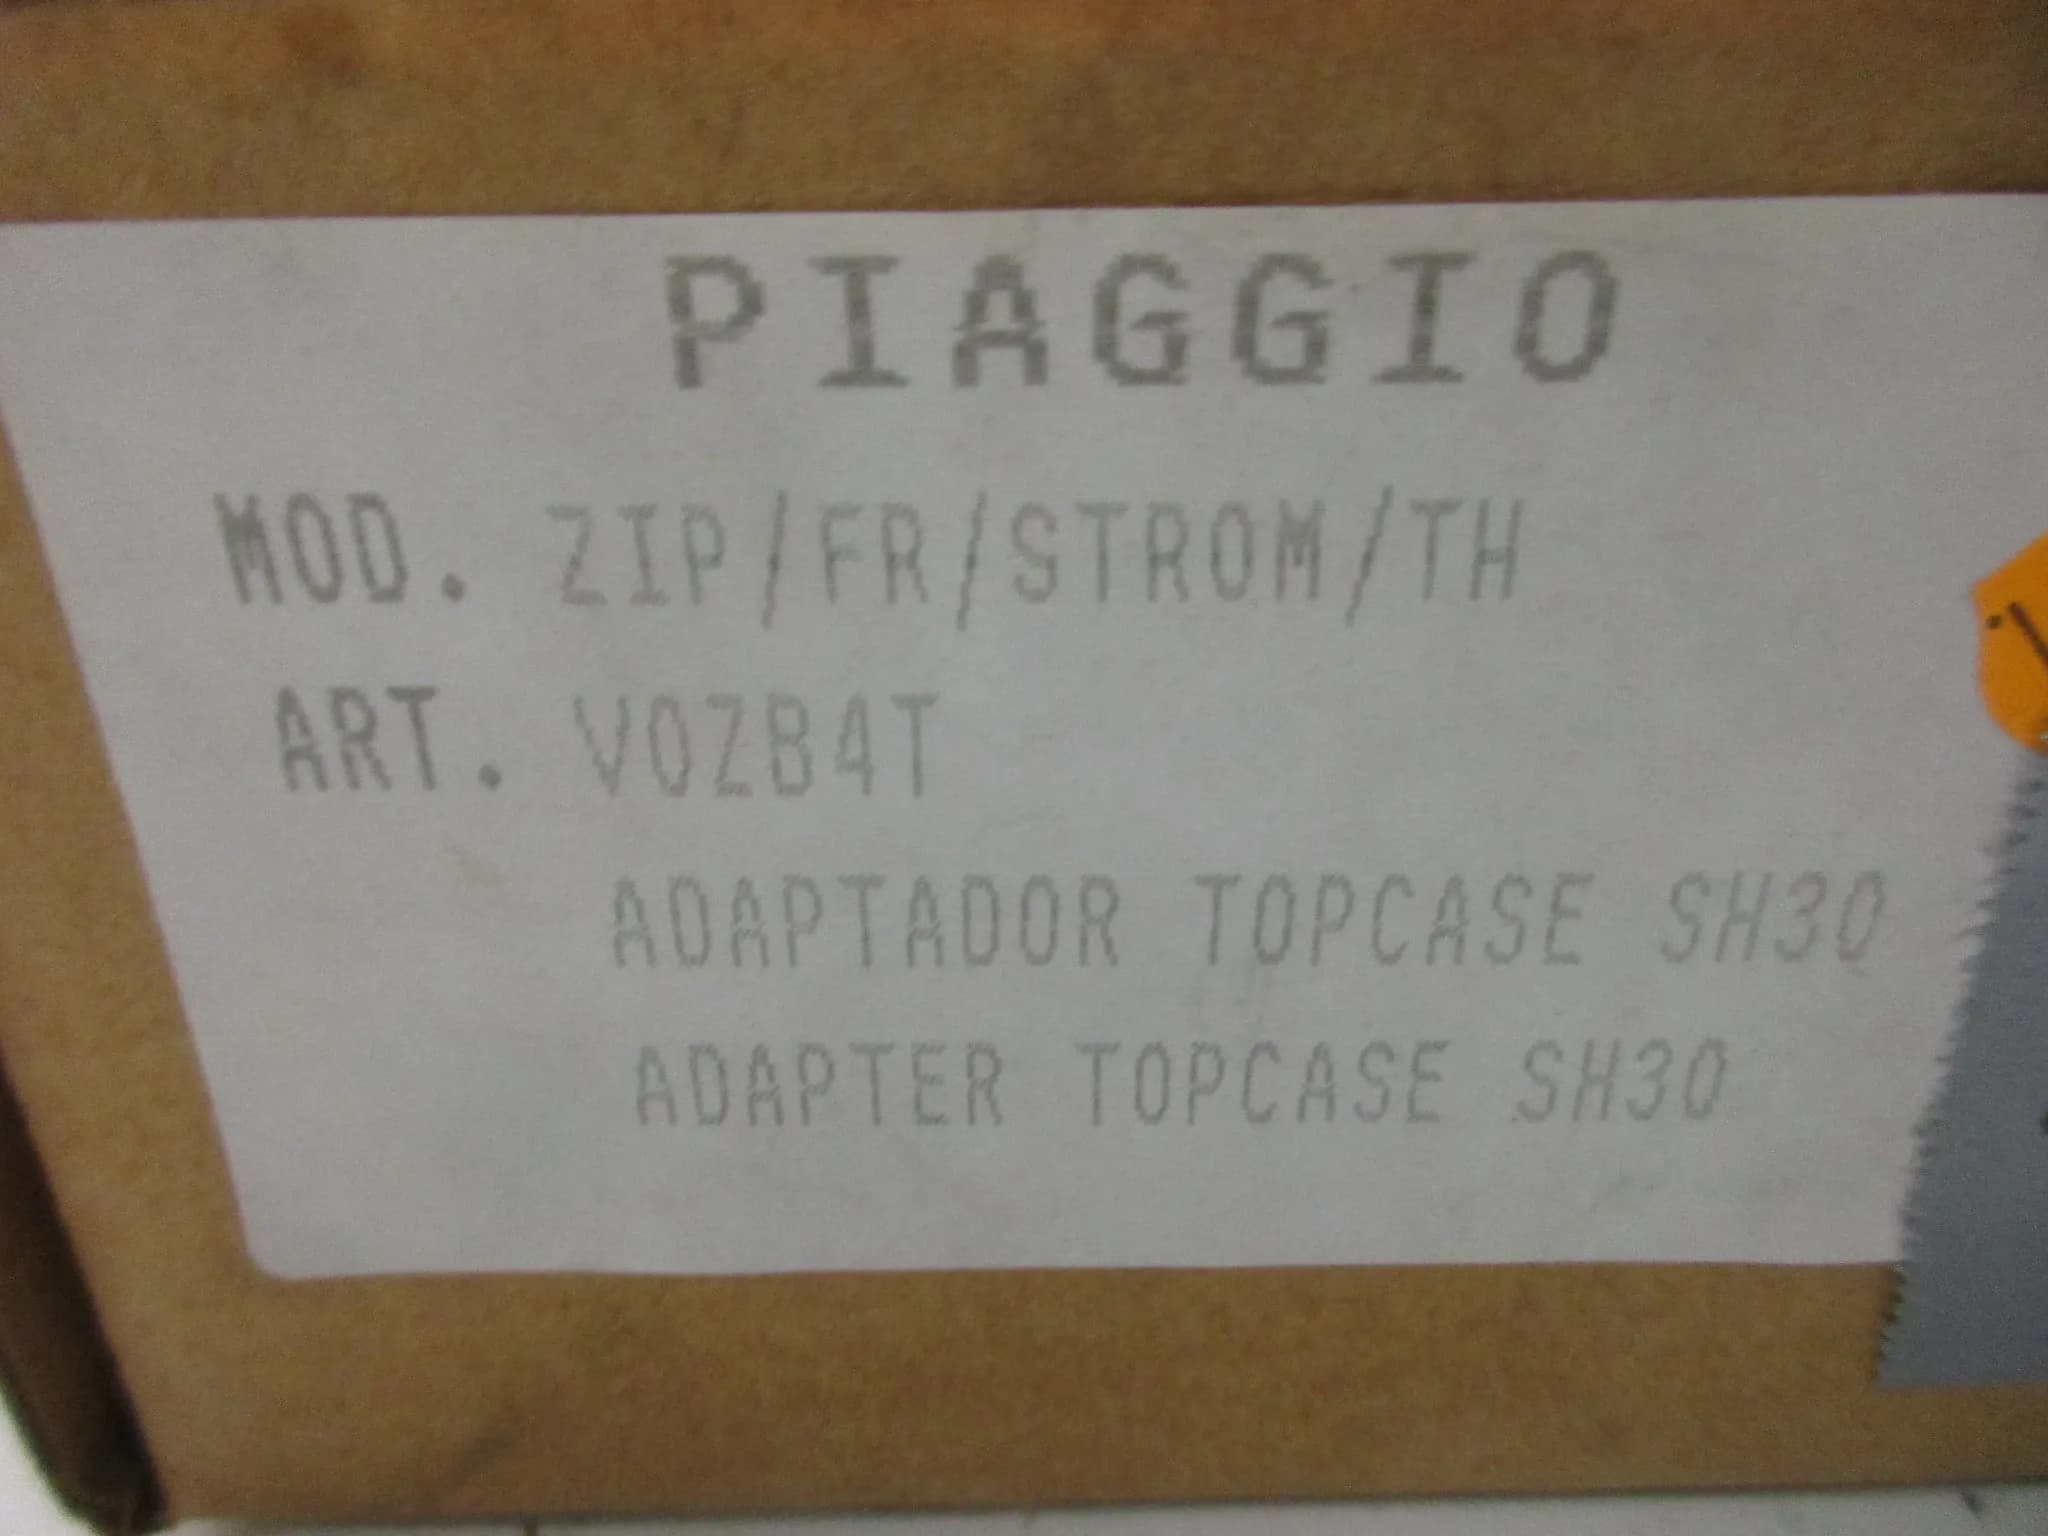 PIAGGIO
MOD. ZIP/FR/STROM/TH
ART. V0ZB4T
ADAPTADOR TOPCASE SH30
ADAPTER TOPCASE SH30